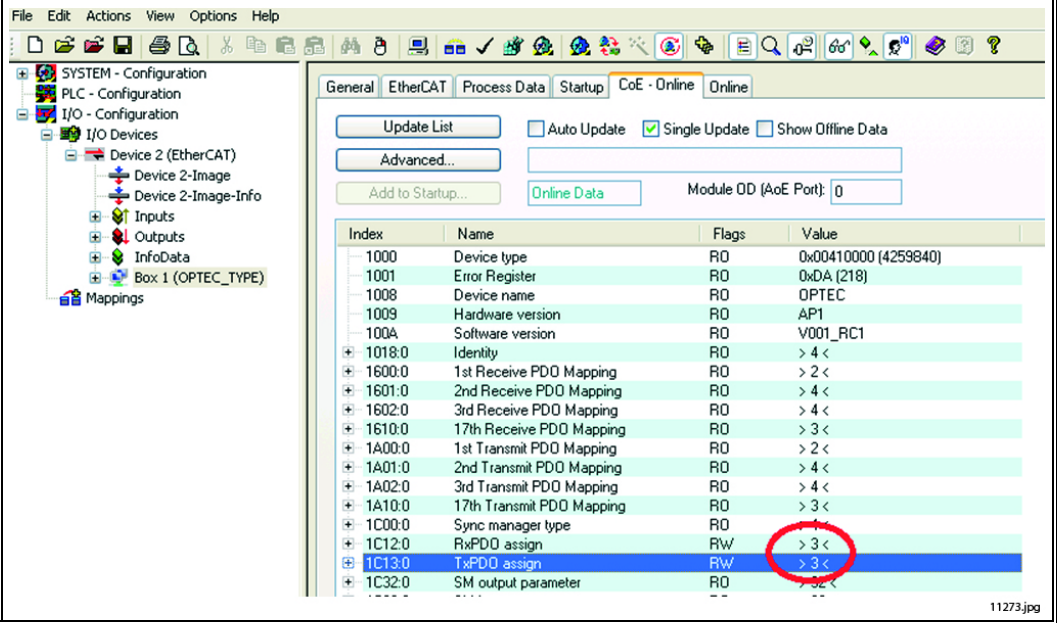 File Edit Actions View Options Help
SYSTEM - Configuration
PLC - Configuration
I/O - Configuration
I/O Devices
Device 2 (EtherCAT)
Device 2-Image
Device 2-Image-Info
Inputs
Outputs
InfoData
Box 1 (OPTEC_TYPE)
Mappings
General EtherCAT Process Data Startup CoE - Online Online
Update List Auto Update Single Update Show Offline Data
Advanced...
Add to Startup... Online Data Module OD (AoE Port): 0
Index Name Flags Value
1000 Device type RO 0x00410000 (4259840)
1001 Error Register RO 0xDA (218)
1008 Device name RO OPTEC
1009 Hardware version RO AP1
100A Software version RO V001_RC1
1018:0 Identity RO > 4 <
1600:0 1st Receive PDO Mapping RO > 2 <
1601:0 2nd Receive PDO Mapping RO > 4 <
1602:0 3rd Receive PDO Mapping RO > 4 <
1610:0 17th Receive PDO Mapping RO > 3 <
1A00:0 1st Transmit PDO Mapping RO > 2 <
1A01:0 2nd Transmit PDO Mapping RO > 4 <
1A02:0 3rd Transmit PDO Mapping RO > 4 <
1A10:0 17th Transmit PDO Mapping RO > 3 <
1C00:0 Sync manager type RO > 4 <
1C12:0 RxPDO assign RW > 3 <
1C13:0 TxPDO assign RW > 3 <
1C32:0 SM output parameter RO > 32 <
11273.jpg